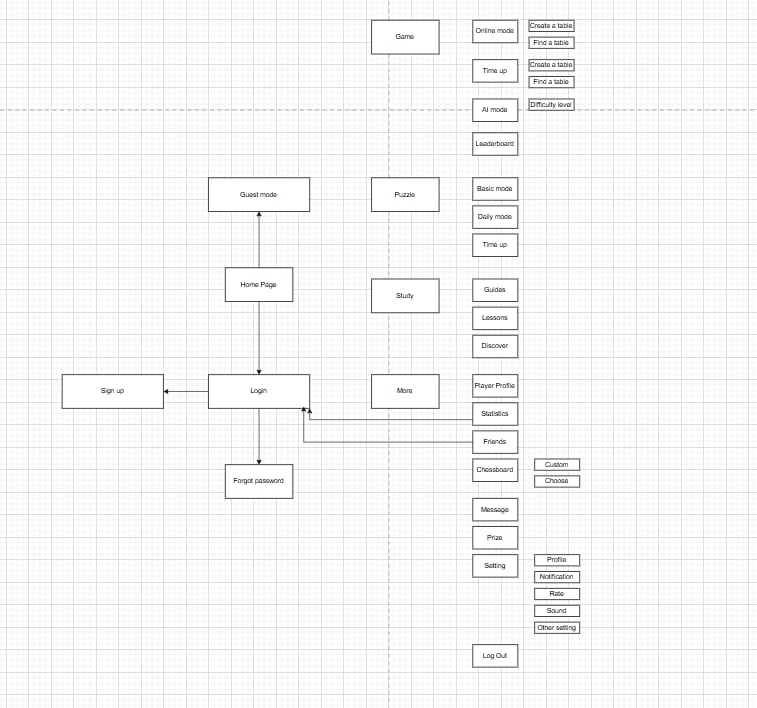 Game
Online mode
Create a table
Find a table
Time up
Create a table
Find a table
AI mode
Difficulty level
Leaderboard
Guest mode
Puzzle
Basic mode
Daily mode
Time up
Home Page
Study
Guides
Lessons
Discover
Sign up
Login
More
Player Profile
Statistics
Friends
Chessboard
Custom
Choose
Forgot password
Message
Prize
Setting
Profile
Notification
Rate
Sound
Other setting
Log Out